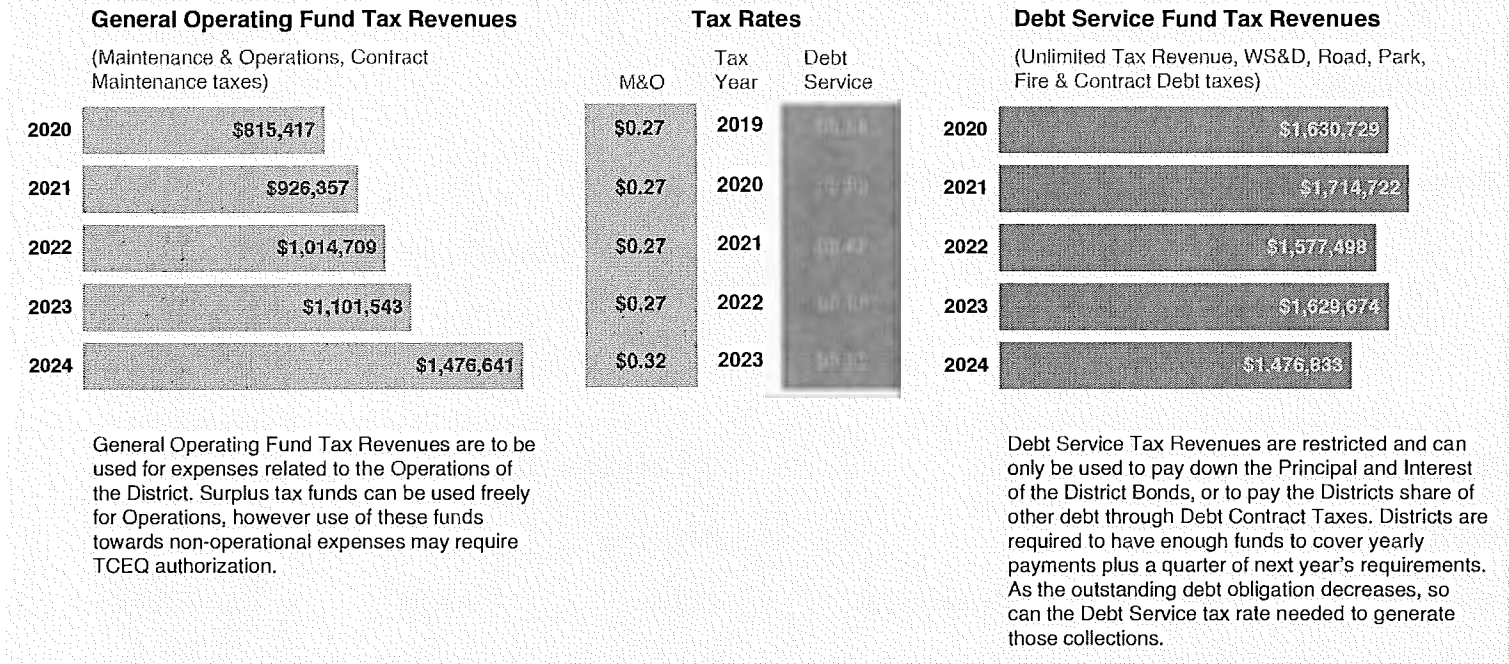 General Operating Fund Tax Revenues
(Maintenance & Operations, Contract
Maintenance taxes)
2020 $815,417
2021 $926,357
2022 $1,014,709
2023 $1,101,543
2024 $1,476,641
General Operating Fund Tax Revenues are to be
used for expenses related to the Operations of
the District. Surplus tax funds can be used freely
for Operations, however use of these funds
towards non-operational expenses may require
TCEQ authorization.
Tax Rates
M&O
Tax
Year
Debt
Service
$0.27 2019
$0.27 2020
$0.27 2021
$0.27 2022
$0.32 2023
Debt Service Fund Tax Revenues
(Unlimited Tax Revenue, WS&D, Road, Park,
Fire & Contract Debt taxes)
2020 $1,630,729
2021 $1,714,722
2022 $1,577,498
2023 $1,629,674
2024 $1,476,833
Debt Service Tax Revenues are restricted and can
only be used to pay down the Principal and Interest
of the District Bonds, or to pay the Districts share of
other debt through Debt Contract Taxes. Districts are
required to have enough funds to cover yearly
payments plus a quarter of next year's requirements.
As the outstanding debt obligation decreases, so
can the Debt Service tax rate needed to generate
those collections.